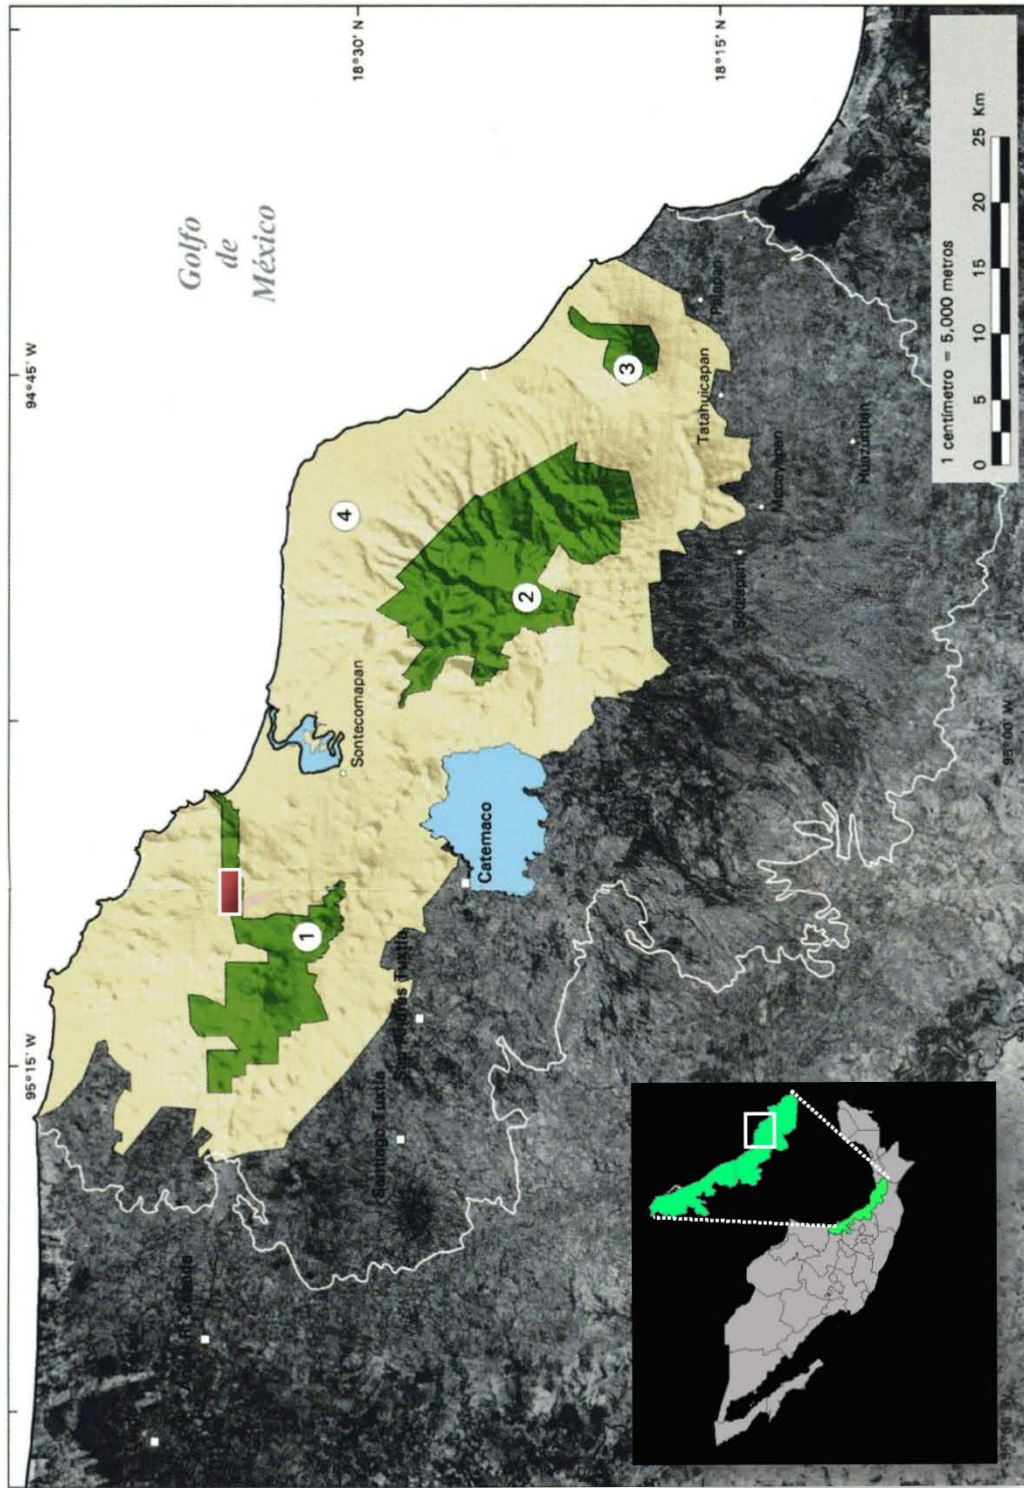 18°30' N
18°15' N
94°45' W
95°15' W
95°00' W
Golfo
de
México
1
2
3
4
Sontecomapan
Catemaco
Santiago Tuxtla
Tatahuicapan
Pajapan
Mecayapan
Soteapan
Huazuntlan
1 centímetro = 5,000 metros
0 5 10 15 20 25 Km